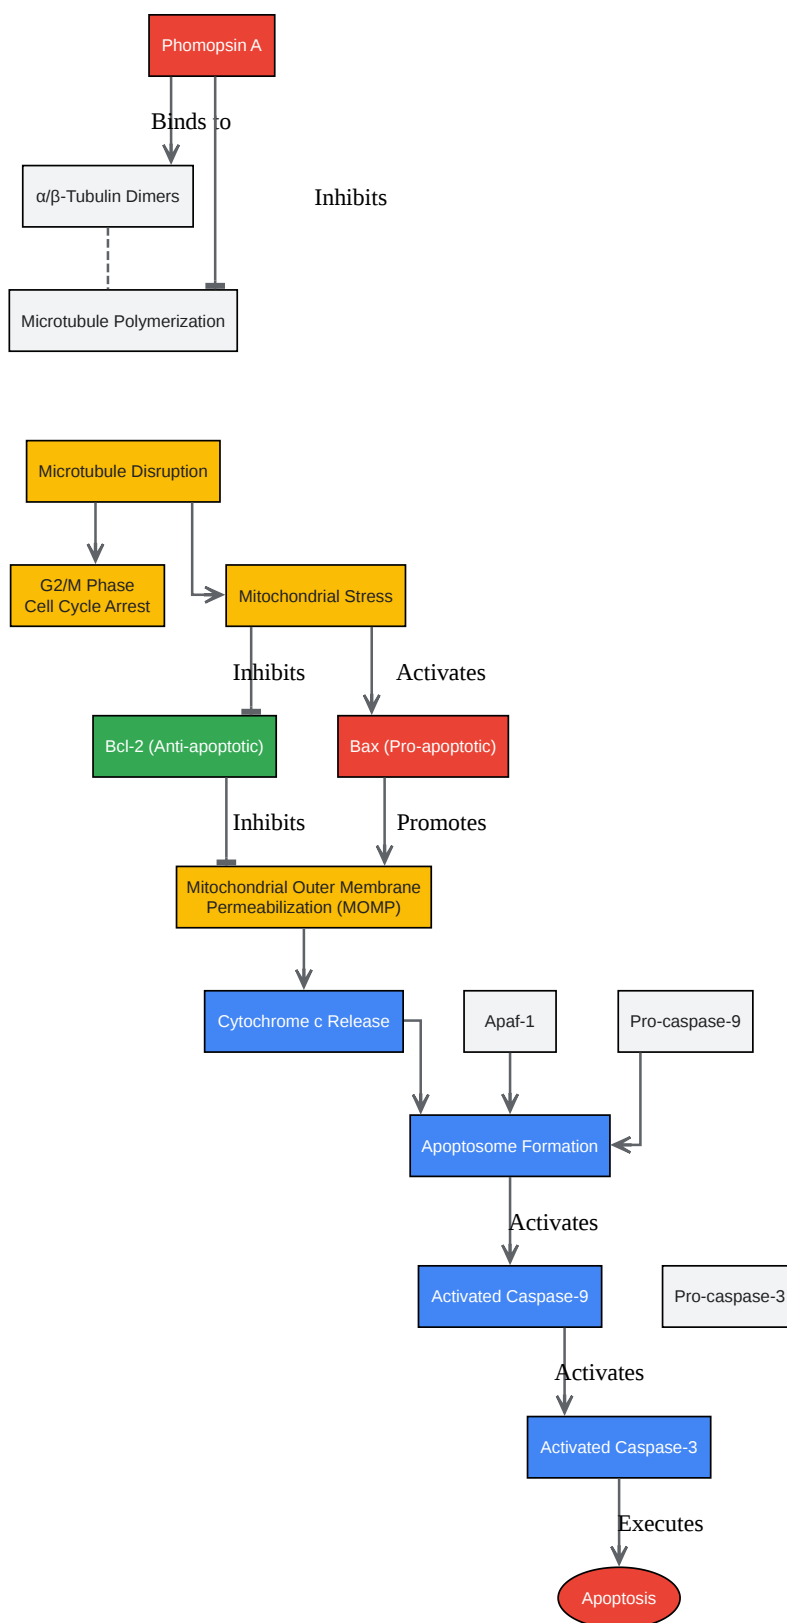 Phomopsin A
Binds to
α/β-Tubulin Dimers
Inhibits
Microtubule Polymerization
Microtubule Disruption
G2/M Phase
Cell Cycle Arrest
Mitochondrial Stress
Inhibits
Activates
Bcl-2 (Anti-apoptotic)
Bax (Pro-apoptotic)
Inhibits
Promotes
Mitochondrial Outer Membrane
Permeabilization (MOMP)
Cytochrome c Release
Apaf-1
Pro-caspase-9
Apoptosome Formation
Activates
Activated Caspase-9
Pro-caspase-3
Activates
Activated Caspase-3
Executes
Apoptosis